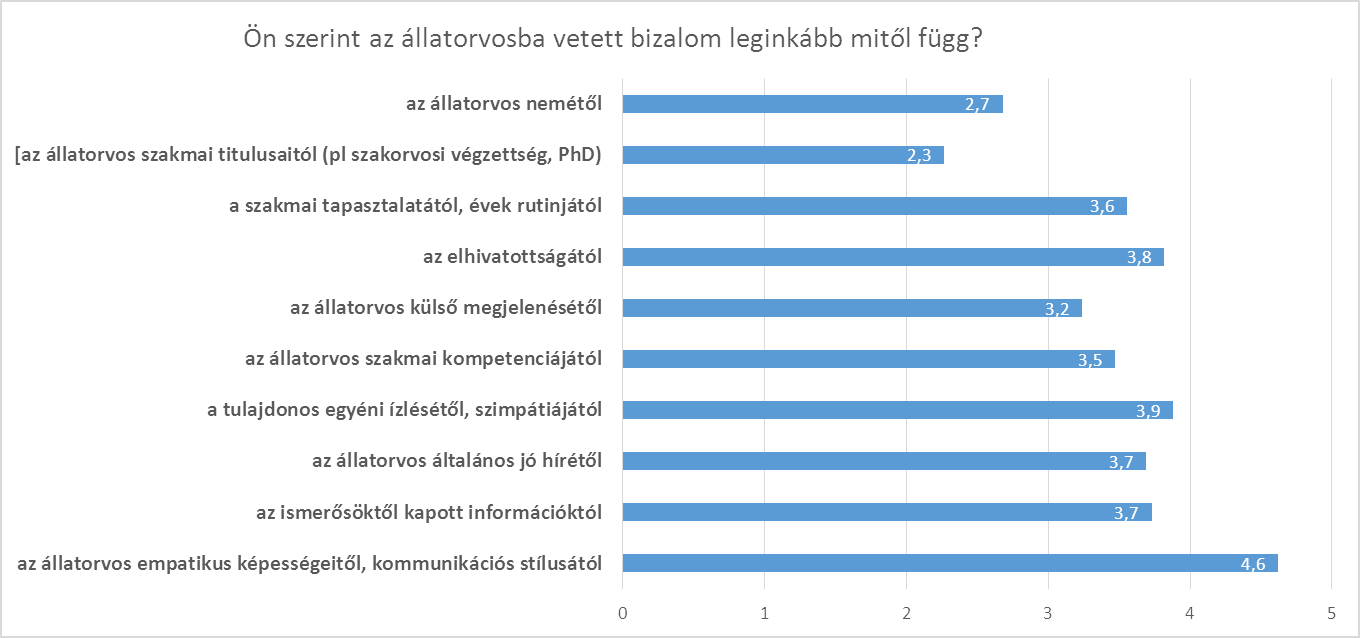 Ön szerint az állatorvosba vetett bizalom leginkább mitől függ?
az állatorvos nemétől 2,7
[az állatorvos szakmai titulusaitól (pl szakorvosi végzettség, PhD) 2,3
a szakmai tapasztalatától, évek rutinjától 3,6
az elhivatottságától 3,8
az állatorvos külső megjelenésétől 3,2
az állatorvos szakmai kompetenciájától 3,5
a tulajdonos egyéni ízlésétől, szimpátiájától 3,9
az állatorvos általános jó hírétől 3,7
az ismerősöktől kapott információktól 3,7
az állatorvos empatikus képességeitől, kommunikációs stílusától 4,6
0 1 2 3 4 5